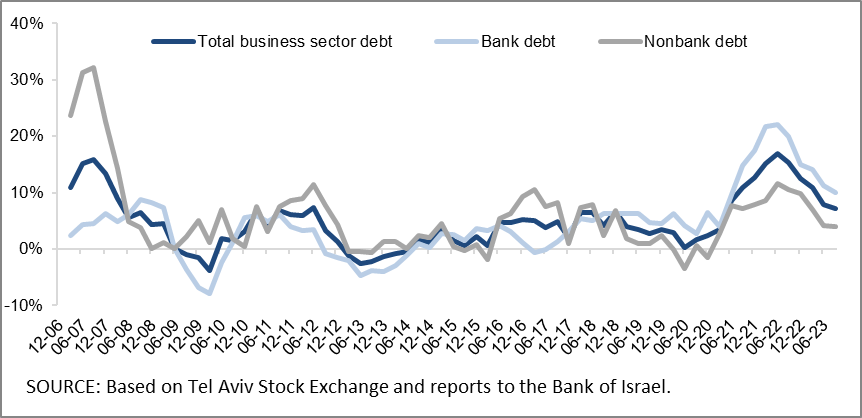 40%
Total business sector debt Bank debt Nonbank debt
30%
20%
10%
0%
-10%
12-06 06-07 12-07 06-08 12-08 06-09 12-09 06-10 12-10 06-11 12-11 06-12 12-12 06-13 12-13 06-14 12-14 06-15 12-15 06-16 12-16 06-17 12-17 06-18 12-18 06-19 12-19 06-20 12-20 06-21 12-21 06-22 12-22 06-23
SOURCE: Based on Tel Aviv Stock Exchange and reports to the Bank of Israel.